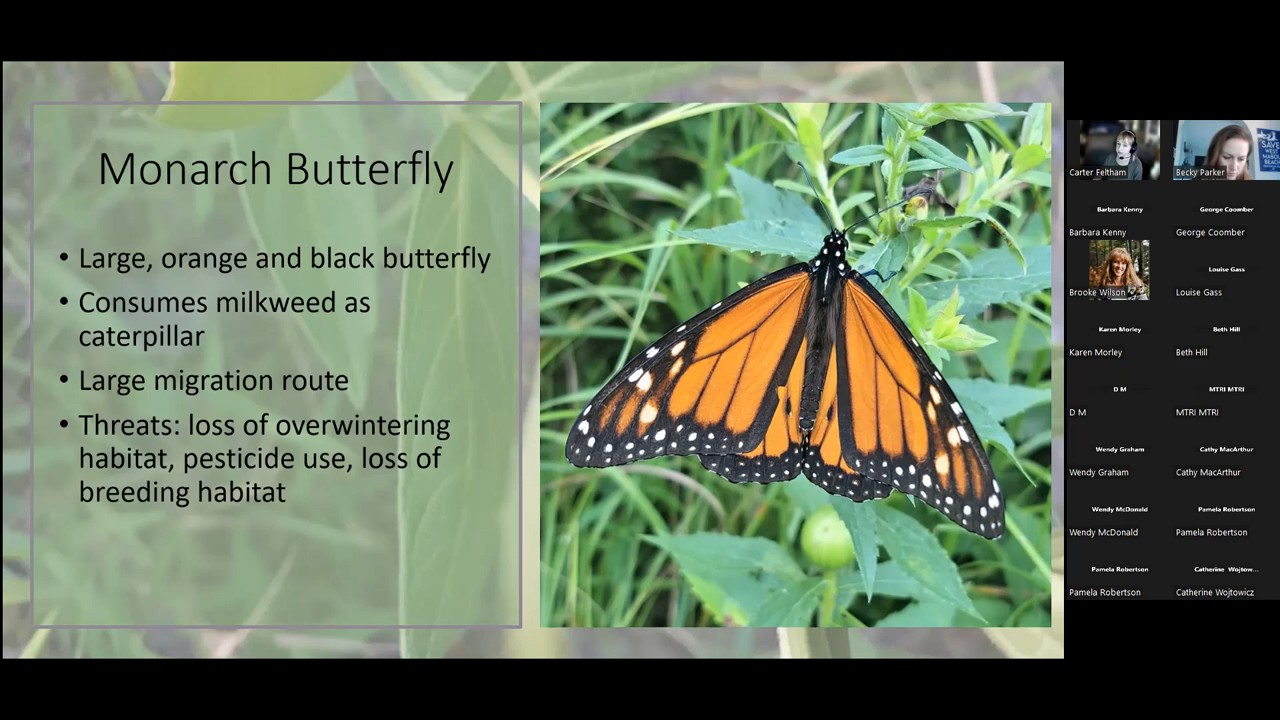 Monarch Butterfly
• Large, orange and black butterfly
• Consumes milkweed as
caterpillar
• Large migration route
• Threats: loss of overwintering
habitat, pesticide use, loss of
breeding habitat
Carter Feltham
SAVE
WEST
Becky Parker
Barbara Kenny
George Coomber
Barbara Kenny
George Coomber
Brooke Wilson
Louise Gass
Louise Gass
Karen Morley
Beth Hill
Karen Morley
Beth Hill
D M
MTRI MTRI
D M
MTRI MTRI
Wendy Graham
Cathy MacArthur
Wendy Graham
Cathy MacArthur
Wendy McDonald
Pamela Robertson
Wendy McDonald
Pamela Robertson
Pamela Robertson
Catherine Wojtow...
Pamela Robertson
Catherine Wojtowicz